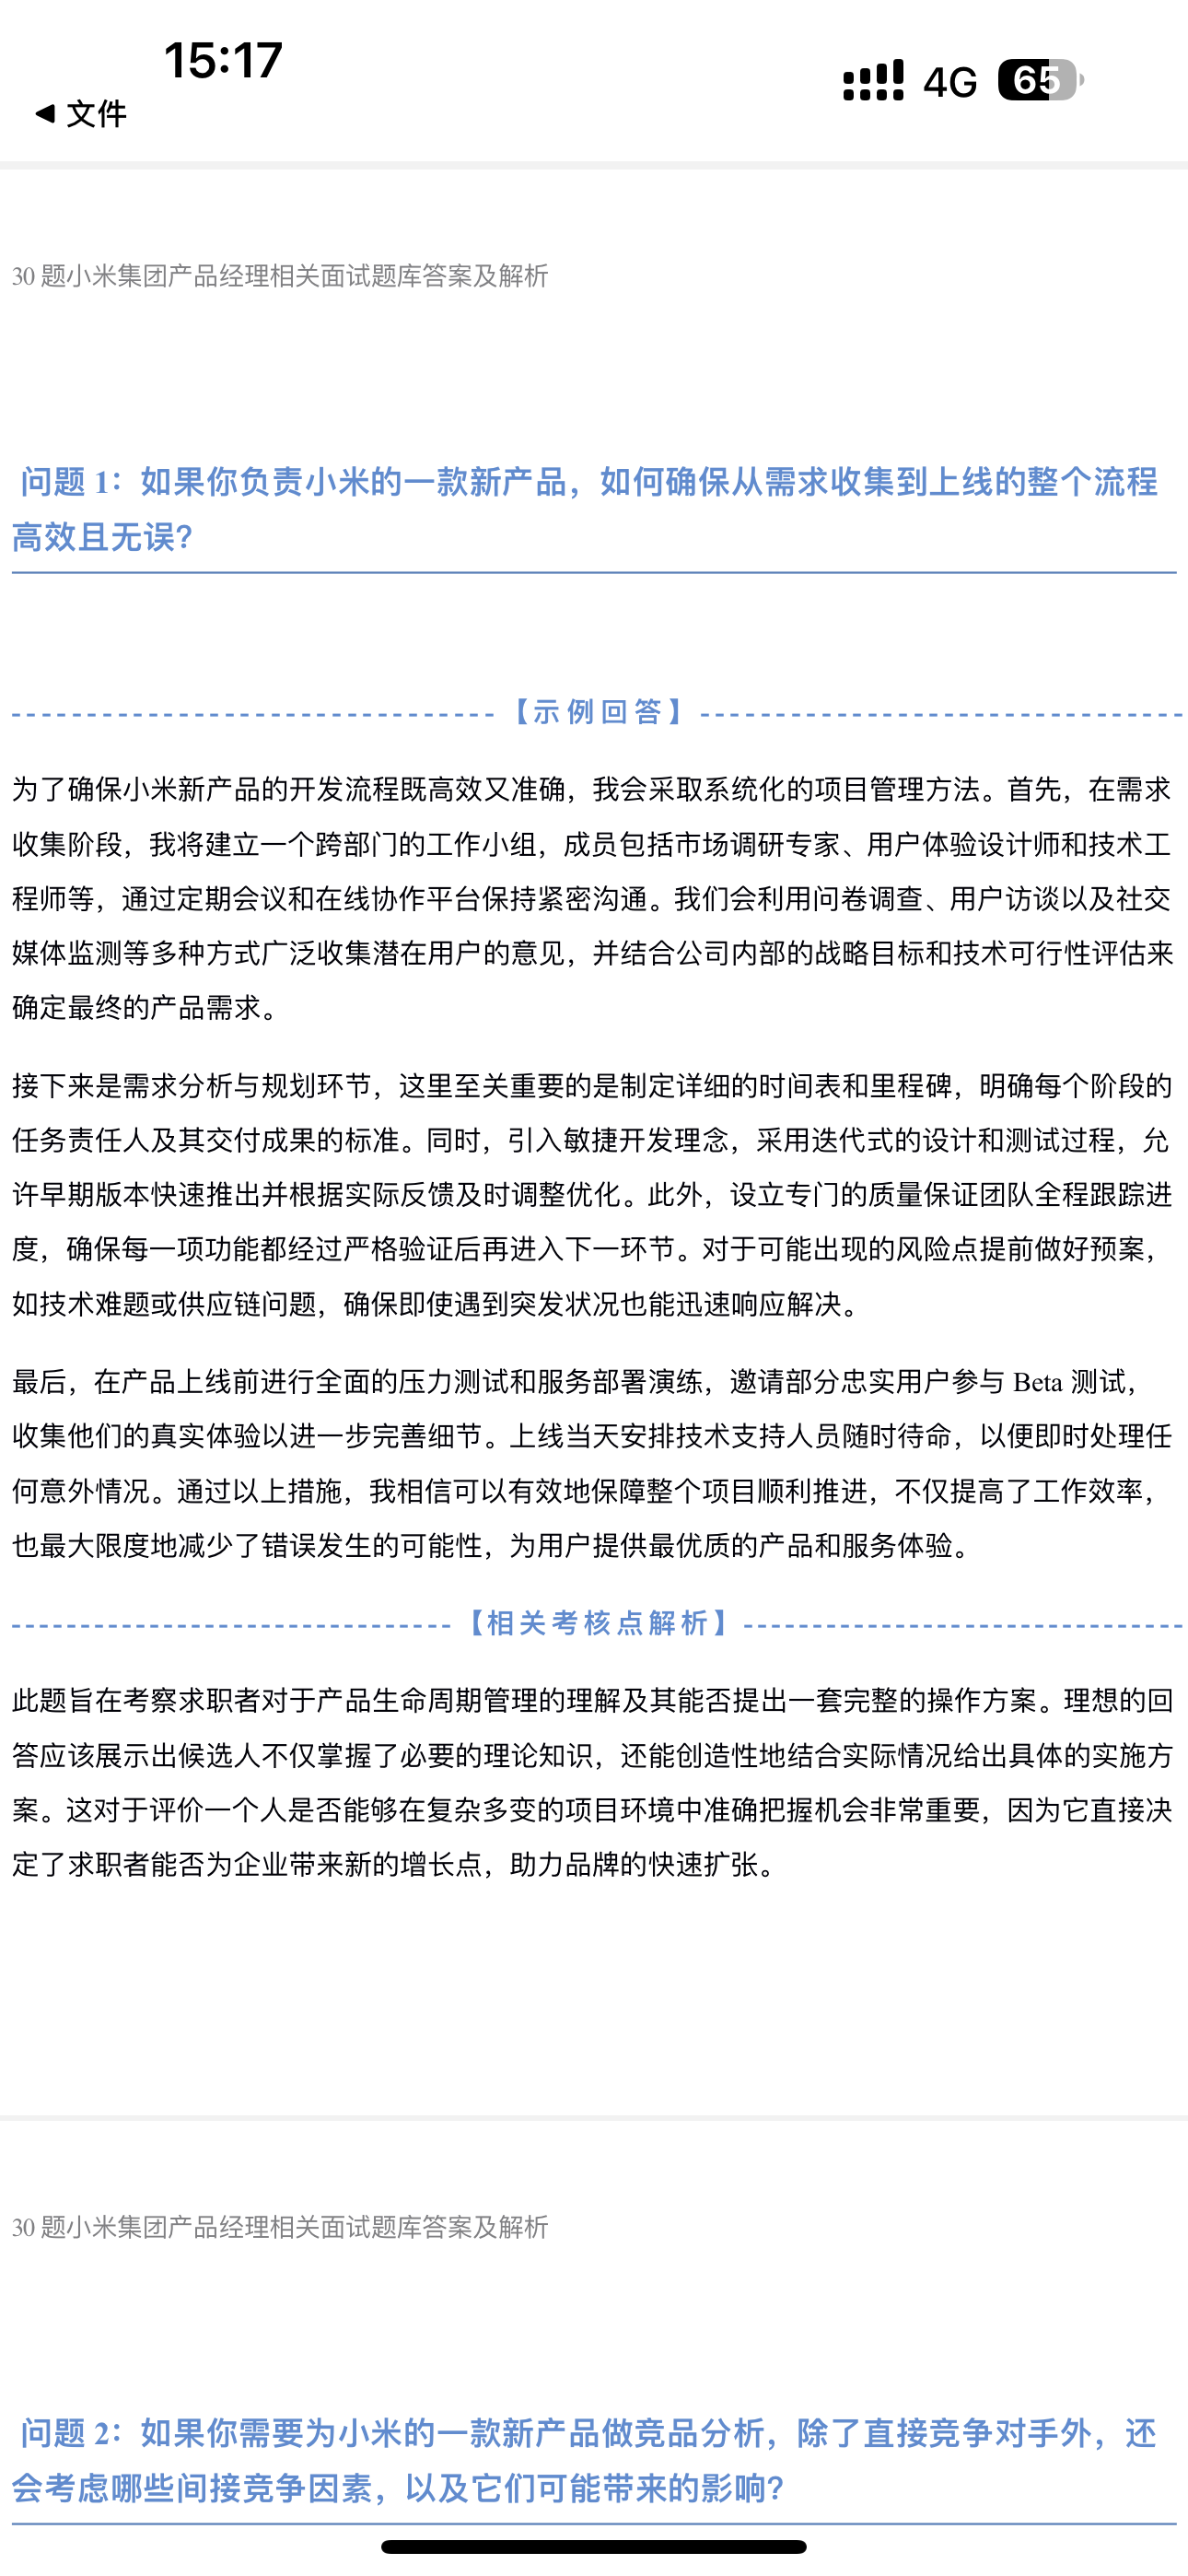 15:17
4G 65
◀ 文件
30 题小米集团产品经理相关面试题库答案及解析
问题 1：如果你负责小米的一款新产品，如何确保从需求收集到上线的整个流程
高效且无误?
------------------------------- 【示例回答】 -------------------------------
为了确保小米新产品的开发流程既高效又准确，我会采取系统化的项目管理方法。首先，在需求
收集阶段，我将建立一个跨部门的工作小组，成员包括市场调研专家、用户体验设计师和技术工
程师等，通过定期会议和在线协作平台保持紧密沟通。我们会利用问卷调查、用户访谈以及社交
媒体监测等多种方式广泛收集潜在用户的意见，并结合公司内部的战略目标和技术可行性评估来
确定最终的产品需求。
接下来是需求分析与规划环节，这里至关重要的是制定详细的时间表和里程碑，明确每个阶段的
任务责任人及其交付成果的标准。同时，引入敏捷开发理念，采用迭代式的设计和测试过程，允
许早期版本快速推出并根据实际反馈及时调整优化。此外，设立专门的质量保证团队全程跟踪进
度，确保每一项功能都经过严格验证后再进入下一环节。对于可能出现的风险点提前做好预案，
如技术难题或供应链问题，确保即使遇到突发状况也能迅速响应解决。
最后，在产品上线前进行全面的压力测试和服务部署演练，邀请部分忠实用户参与 Beta 测试，
收集他们的真实体验以进一步完善细节。上线当天安排技术支持人员随时待命，以便即时处理任
何意外情况。通过以上措施，我相信可以有效地保障整个项目顺利推进，不仅提高了工作效率，
也最大限度地减少了错误发生的可能性，为用户提供最优质的产品和服务体验。
------------------------------- 【相关考核点解析】 -------------------------------
此题旨在考察求职者对于产品生命周期管理的理解及其能否提出一套完整的操作方案。理想的回
答应该展示出候选人不仅掌握了必要的理论知识，还能创造性地结合实际情况给出具体的实施方
案。这对于评价一个人是否能够在复杂多变的项目环境中准确把握机会非常重要，因为它直接决
定了求职者能否为企业带来新的增长点，助力品牌的快速扩张。
30 题小米集团产品经理相关面试题库答案及解析
问题 2：如果你需要为小米的一款新产品做竞品分析，除了直接竞争对手外，还
会考虑哪些间接竞争因素，以及它们可能带来的影响?